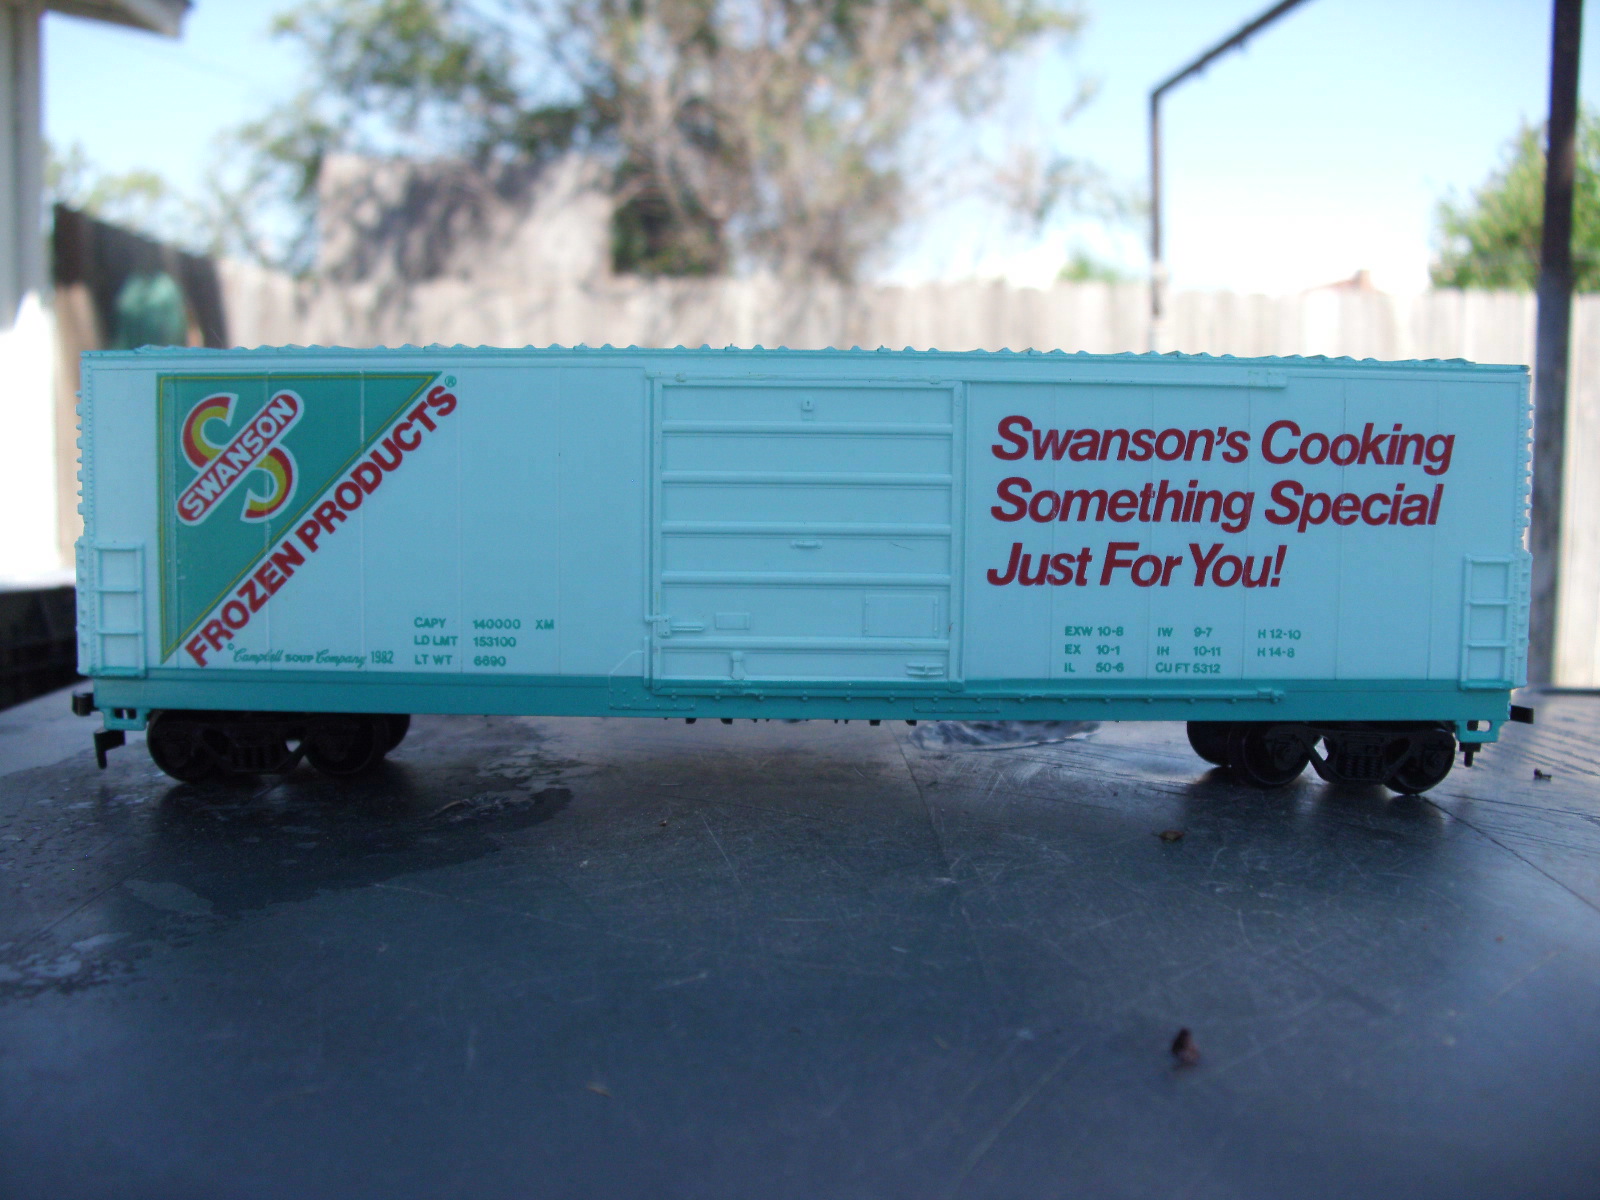 SWANSON
FROZEN PRODUCTS®
© Campbell SOUP Company 1982
CAPY 140000 XM
LD LMT 153100
LT WT 6690
Swanson's Cooking
Something Special
Just For You!
EXW 10-8 IW 9-7 H 12-10
EX 10-1 IH 10-11 H 14-8
IL 50-6 CU FT 5312